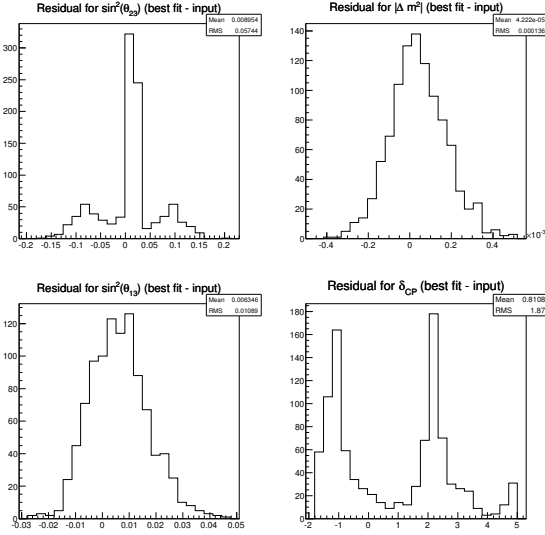 Residual for sin²(θ₂₃) (best fit - input)
Mean 0.008954
RMS 0.05744
300
250
200
150
100
50
0
-0.2 -0.15 -0.1 -0.05 0 0.05 0.1 0.15 0.2
Residual for |Δ m²| (best fit - input)
Mean 4.222e-05
RMS 0.000136
140
120
100
80
60
40
20
0
-0.4 -0.2 0 0.2 0.4
×10⁻³
Residual for sin²(θ₁₃) (best fit - input)
Mean 0.006346
RMS 0.01089
120
100
80
60
40
20
0
-0.03 -0.02 -0.01 0 0.01 0.02 0.03 0.04 0.05
Residual for δCP (best fit - input)
Mean 0.8108
RMS 1.87
180
160
140
120
100
80
60
40
20
0
-2 -1 0 1 2 3 4 5